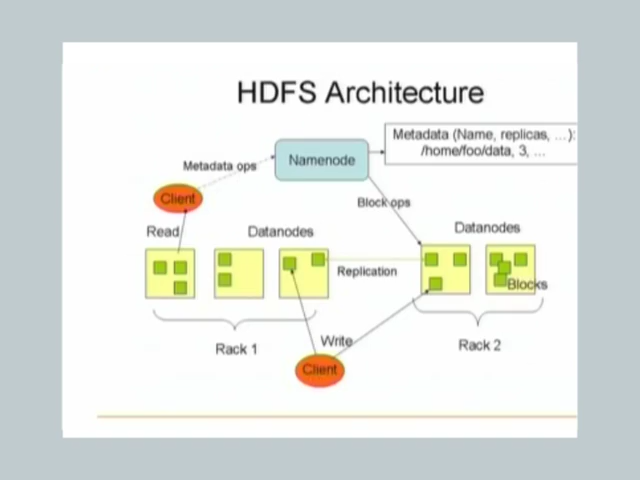 HDFS Architecture
Metadata (Name, replicas, ...):
/home/foo/data, 3, ...
Namenode
Metadata ops
Client
Block ops
Read
Datanodes
Datanodes
Replication
Blocks
Rack 1
Write
Rack 2
Client